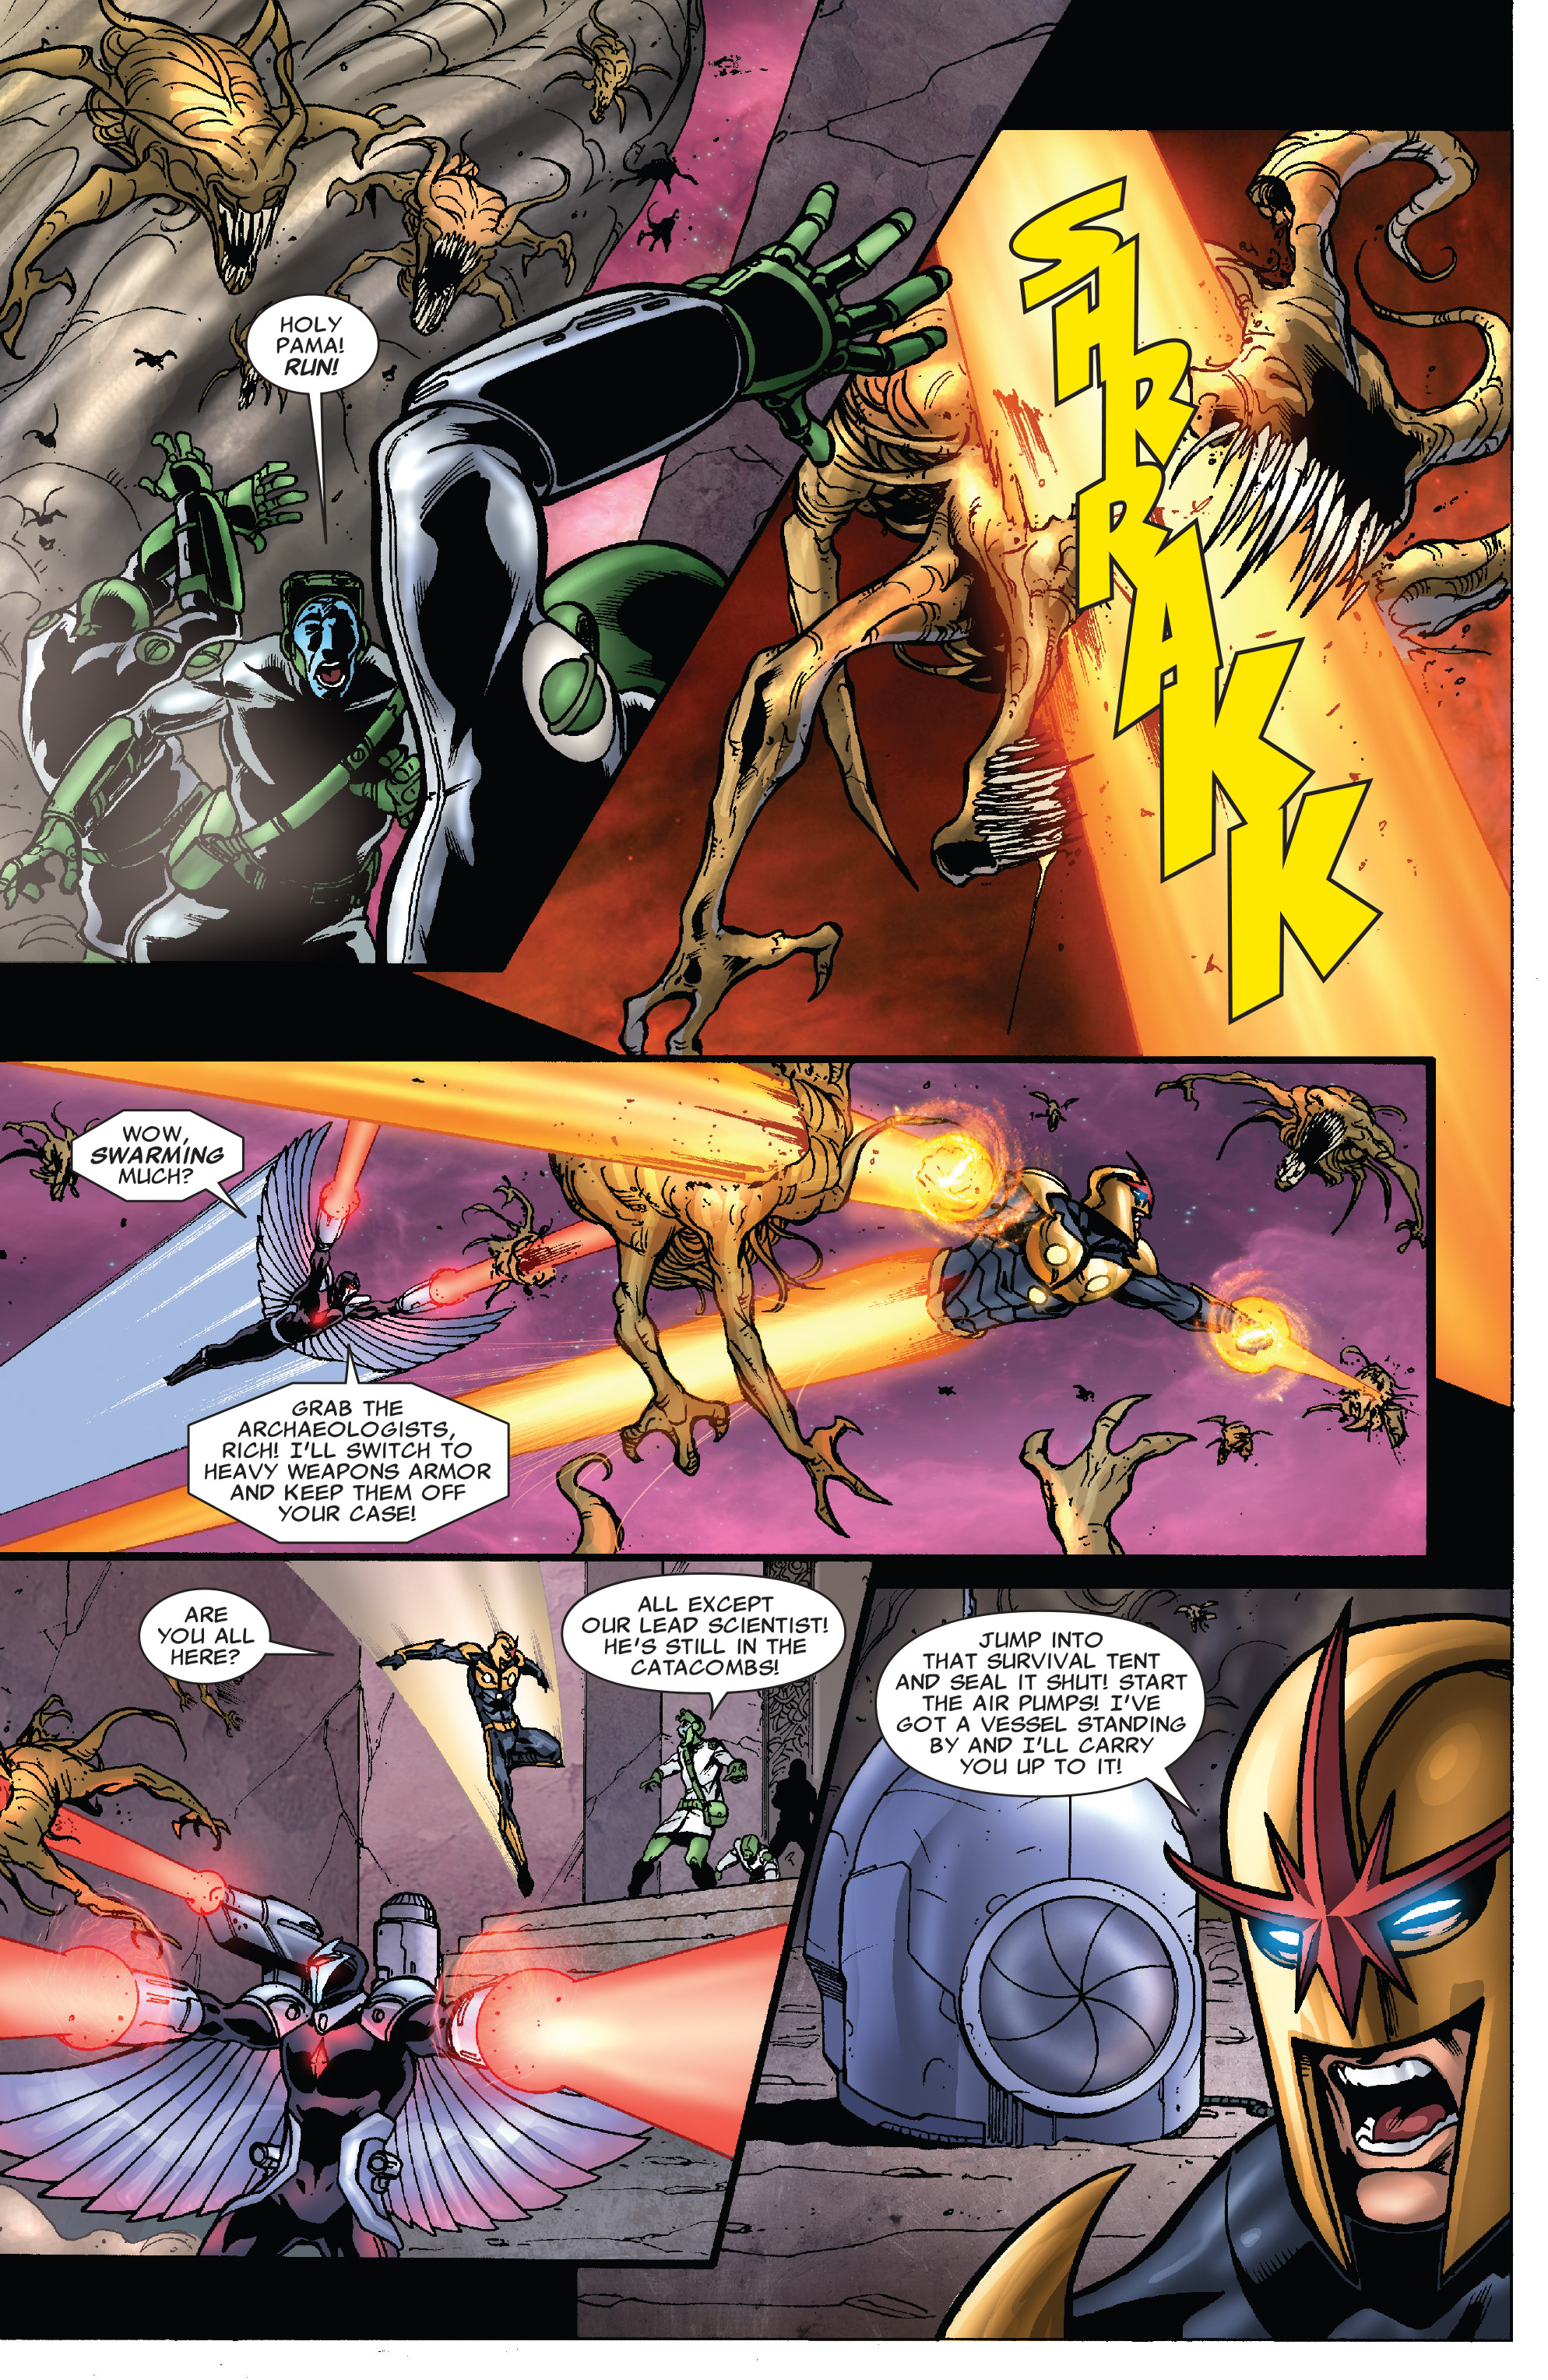 HOLY
PAMA!
RUN!
SHRRAKKK
WOW,
SWARMING
MUCH?
GRAB THE
ARCHAEOLOGISTS,
RICH! I'LL SWITCH TO
HEAVY WEAPONS ARMOR
AND KEEP THEM OFF
YOUR CASE!
ARE
YOU ALL
HERE?
ALL EXCEPT
OUR LEAD SCIENTIST!
HE'S STILL IN THE
CATACOMBS!
JUMP INTO
THAT SURVIVAL TENT
AND SEAL IT SHUT! START
THE AIR PUMPS! I'VE
GOT A VESSEL STANDING
BY AND I'LL CARRY
YOU UP TO IT!